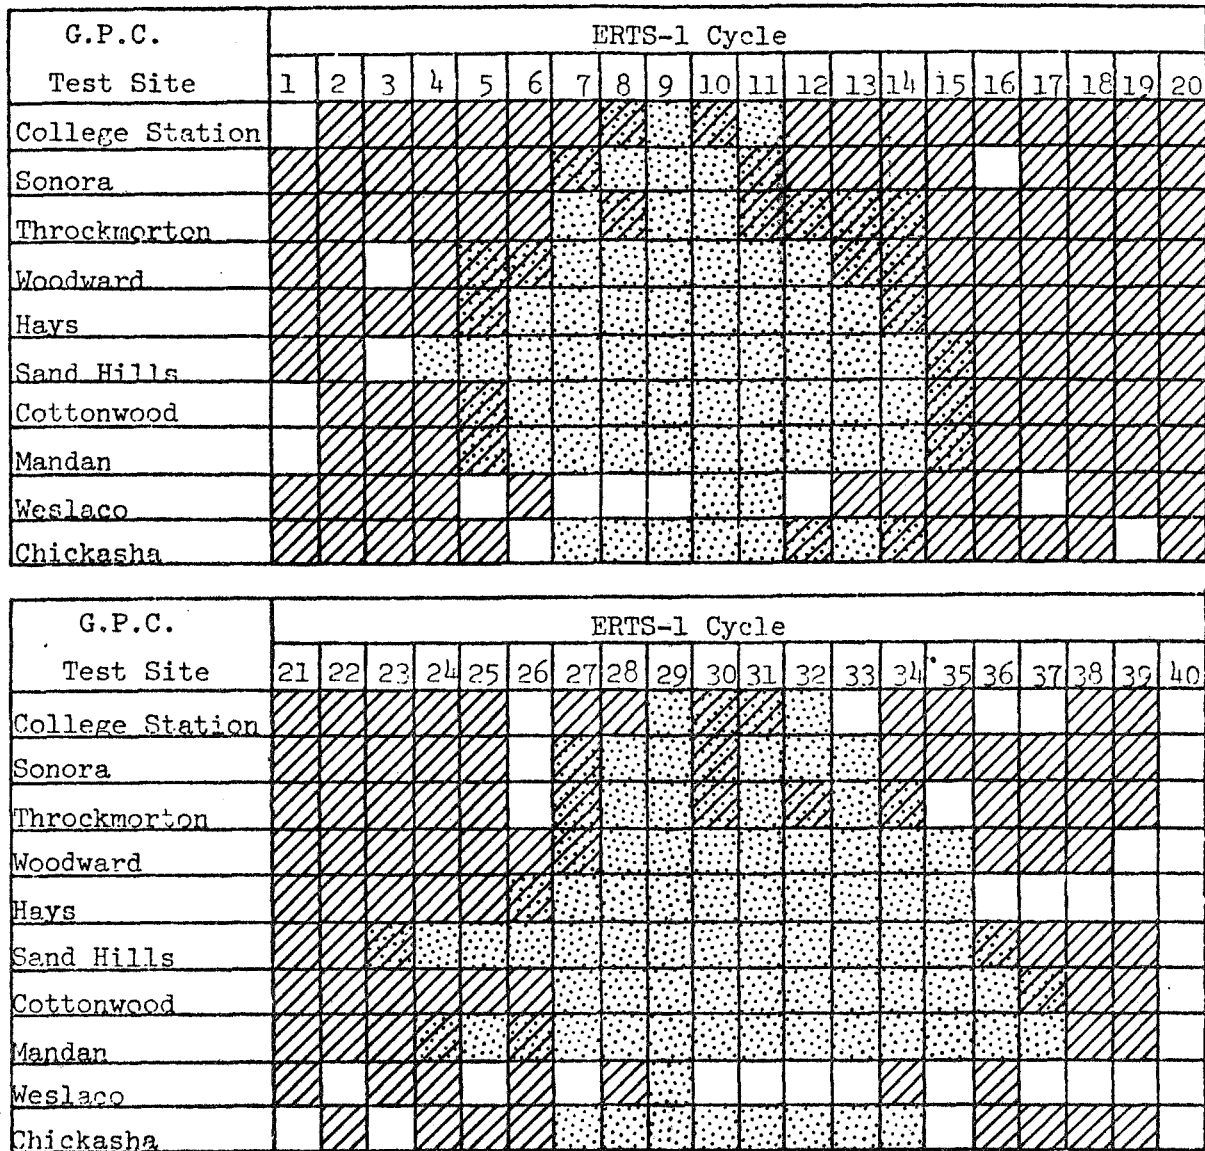 G.P.C. ERTS-1 Cycle
Test Site 1 2 3 4 5 6 7 8 9 10 11 12 13 14 15 16 17 18 19 20
College Station
Sonora
Throckmorton
Woodward
Hays
Sand Hills
Cottonwood
Mandan
Weslaco
Chickasha
G.P.C. ERTS-1 Cycle
Test Site 21 22 23 24 25 26 27 28 29 30 31 32 33 34 35 36 37 38 39 40
College Station
Sonora
Throckmorton
Woodward
Hays
Sand Hills
Cottonwood
Mandan
Weslaco
Chickasha